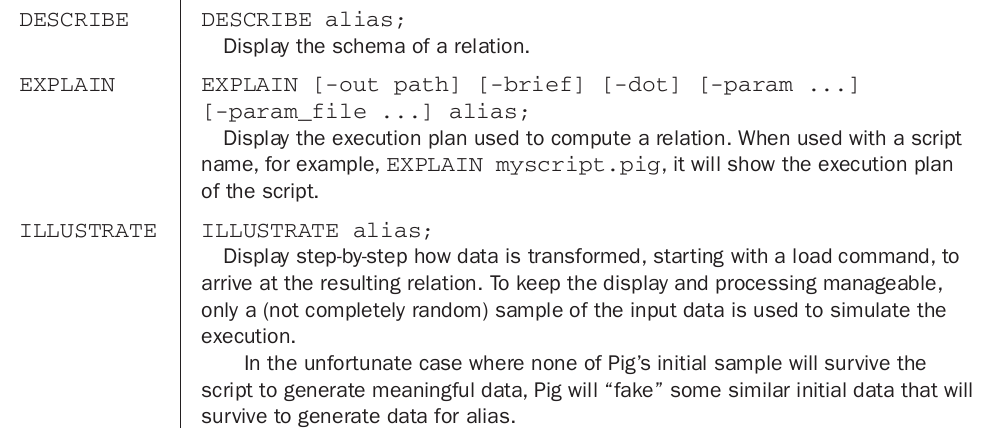 DESCRIBE DESCRIBE alias;
Display the schema of a relation.
EXPLAIN EXPLAIN [-out path] [-brief] [-dot] [-param ...]
[-param_file ...] alias;
Display the execution plan used to compute a relation. When used with a script
name, for example, EXPLAIN myscript.pig, it will show the execution plan
of the script.
ILLUSTRATE ILLUSTRATE alias;
Display step-by-step how data is transformed, starting with a load command, to
arrive at the resulting relation. To keep the display and processing manageable,
only a (not completely random) sample of the input data is used to simulate the
execution.
In the unfortunate case where none of Pig’s initial sample will survive the
script to generate meaningful data, Pig will “fake” some similar initial data that will
survive to generate data for alias.